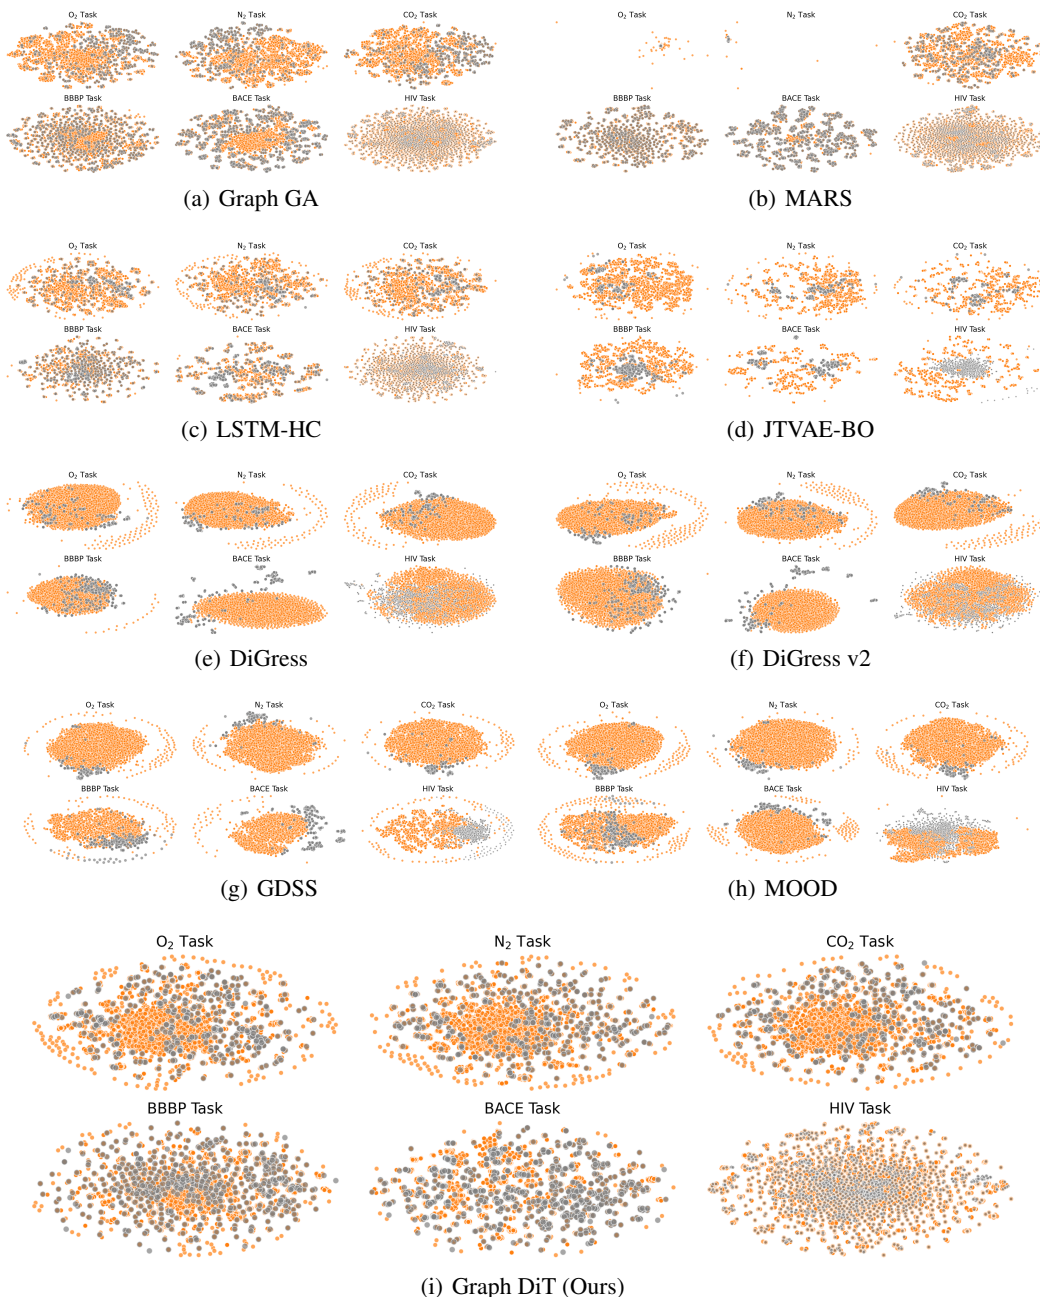 O₂ Task
N₂ Task
CO₂ Task
BBBP Task
BACE Task
HIV Task
(a) Graph GA
O₂ Task
N₂ Task
CO₂ Task
BBBP Task
BACE Task
HIV Task
(b) MARS
O₂ Task
N₂ Task
CO₂ Task
BBBP Task
BACE Task
HIV Task
(c) LSTM-HC
O₂ Task
N₂ Task
CO₂ Task
BBBP Task
BACE Task
HIV Task
(d) JTVAE-BO
O₂ Task
N₂ Task
CO₂ Task
BBBP Task
BACE Task
HIV Task
(e) DiGress
O₂ Task
N₂ Task
CO₂ Task
BBBP Task
BACE Task
HIV Task
(f) DiGress v2
O₂ Task
N₂ Task
CO₂ Task
BBBP Task
BACE Task
HIV Task
(g) GDSS
O₂ Task
N₂ Task
CO₂ Task
BBBP Task
BACE Task
HIV Task
(h) MOOD
O₂ Task
N₂ Task
CO₂ Task
BBBP Task
BACE Task
HIV Task
(i) Graph DiT (Ours)